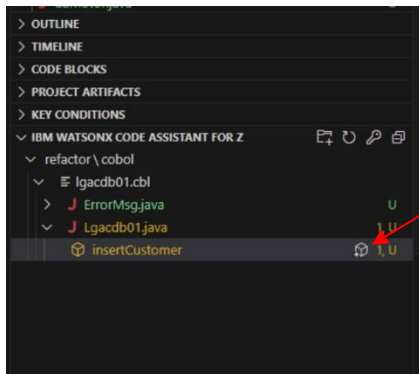 U
> OUTLINE
> TIMELINE
> CODE BLOCKS
> PROJECT ARTIFACTS
> KEY CONDITIONS
IBM WATSONX CODE ASSISTANT FOR Z
refactor \ cobol
lgacdb01.cbl
> J ErrorMsg.java U
J Lgacdb01.java 1, U
insertCustomer 1, U